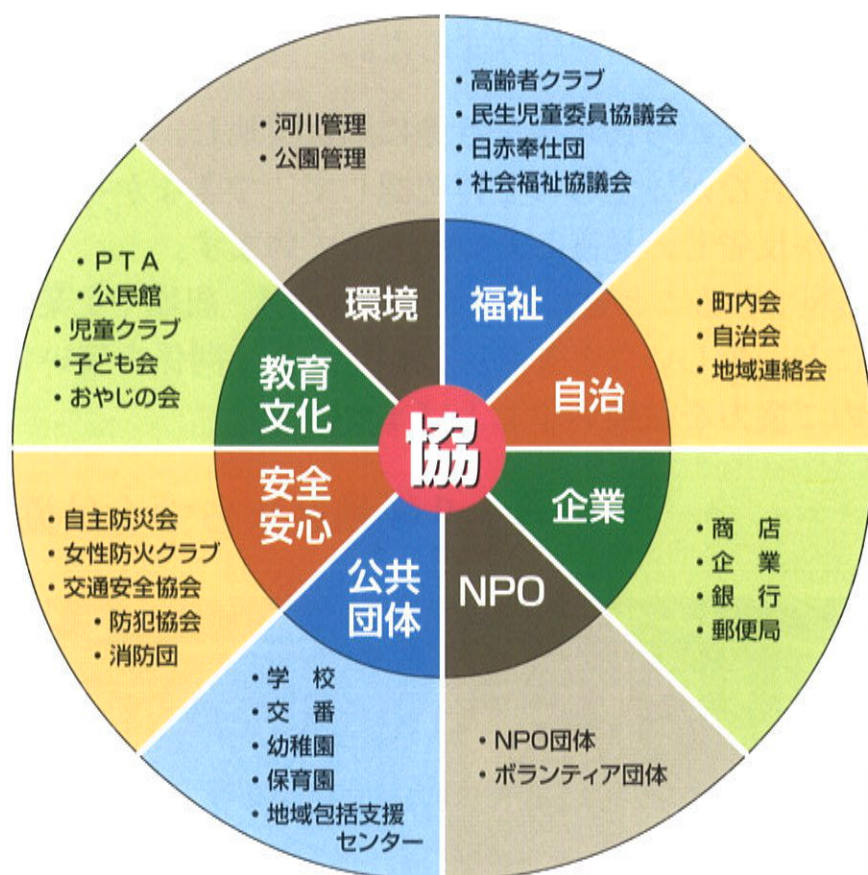 協
福祉
・高齢者クラブ
・民生児童委員協議会
・日赤奉仕団
・社会福祉協議会
自治
・町内会
・自治会
・地域連絡会
企業
・商　店
・企　業
・銀　行
・郵便局
NPO
・NPO団体
・ボランティア団体
公共
団体
・学　校
・交　番
・幼稚園
・保育園
・地域包括支援
センター
安全
安心
・自主防災会
・女性防火クラブ
・交通安全協会
・防犯協会
・消防団
教育
文化
・ＰＴＡ
・公民館
・児童クラブ
・子ども会
・おやじの会
環境
・河川管理
・公園管理